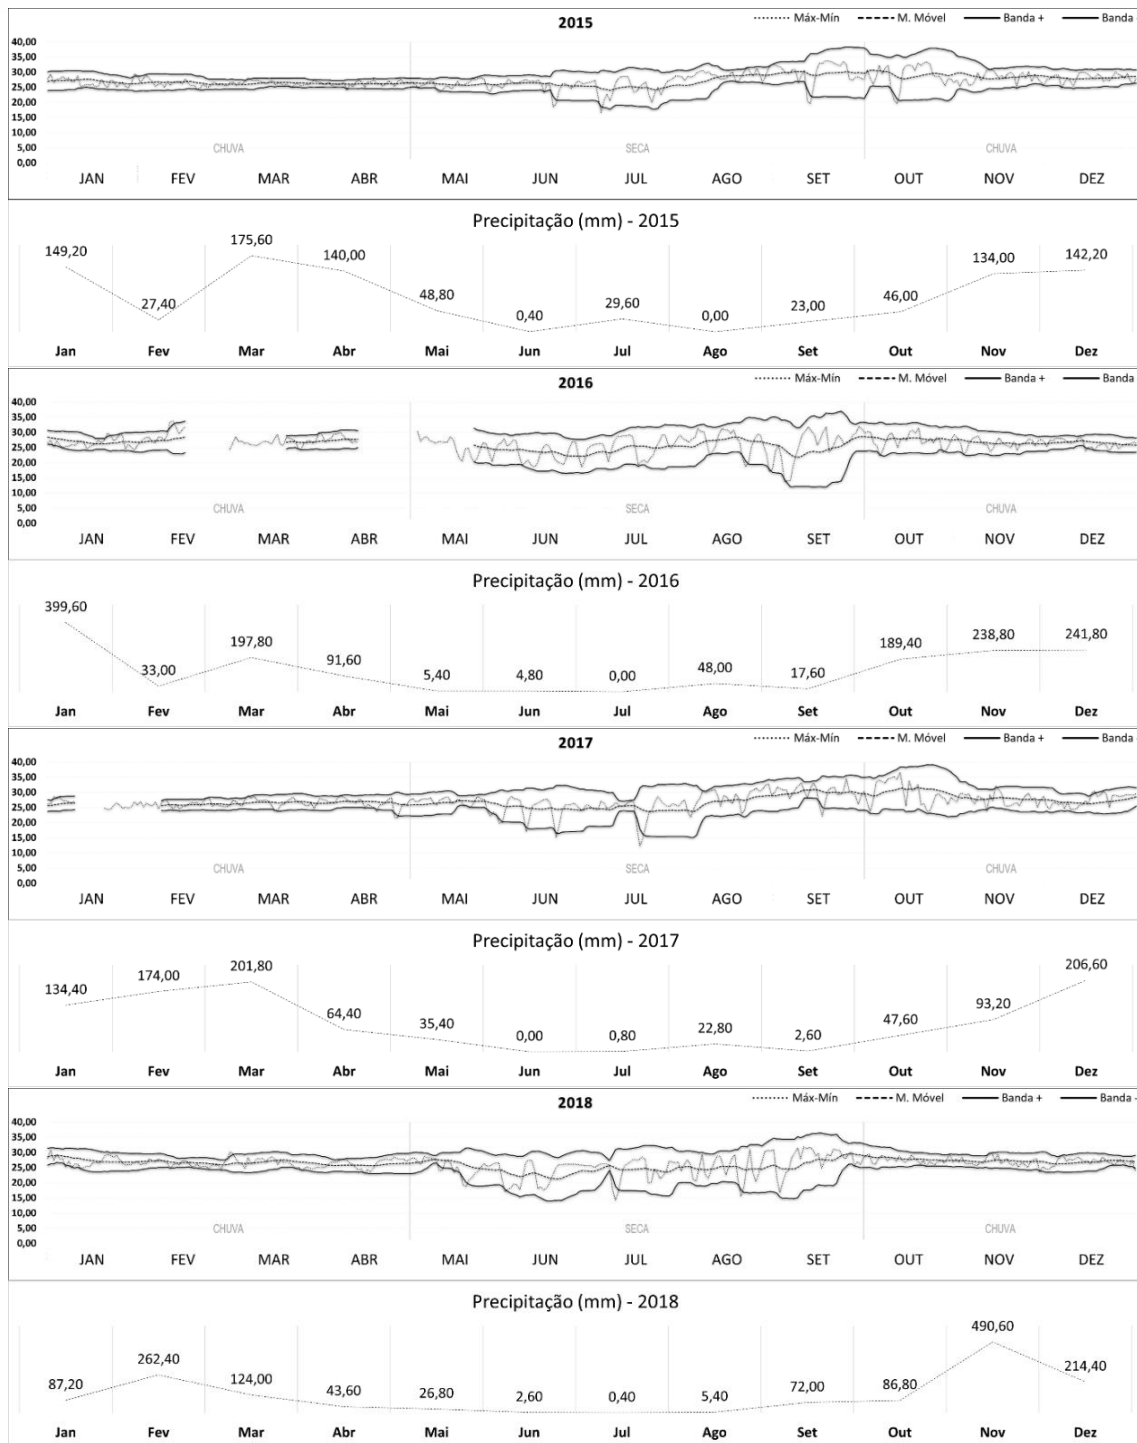 2015
Máx-Mín M. Móvel Banda + Banda -
40,00
35,00
30,00
25,00
20,00
15,00
10,00
5,00
0,00
CHUVA SECA CHUVA
JAN FEV MAR ABR MAI JUN JUL AGO SET OUT NOV DEZ
Precipitação (mm) - 2015
149,20 27,40 175,60 140,00 48,80 0,40 29,60 0,00 23,00 46,00 134,00 142,20
Jan Fev Mar Abr Mai Jun Jul Ago Set Out Nov Dez
2016
Máx-Mín M. Móvel Banda + Banda -
40,00
35,00
30,00
25,00
20,00
15,00
10,00
5,00
0,00
CHUVA SECA CHUVA
JAN FEV MAR ABR MAI JUN JUL AGO SET OUT NOV DEZ
Precipitação (mm) - 2016
399,60 33,00 197,80 91,60 5,40 4,80 0,00 48,00 17,60 189,40 238,80 241,80
Jan Fev Mar Abr Mai Jun Jul Ago Set Out Nov Dez
2017
Máx-Mín M. Móvel Banda + Banda -
40,00
35,00
30,00
25,00
20,00
15,00
10,00
5,00
0,00
CHUVA SECA CHUVA
JAN FEV MAR ABR MAI JUN JUL AGO SET OUT NOV DEZ
Precipitação (mm) - 2017
134,40 174,00 201,80 64,40 35,40 0,00 0,80 22,80 2,60 47,60 93,20 206,60
Jan Fev Mar Abr Mai Jun Jul Ago Set Out Nov Dez
2018
Máx-Mín M. Móvel Banda + Banda -
40,00
35,00
30,00
25,00
20,00
15,00
10,00
5,00
0,00
CHUVA SECA CHUVA
JAN FEV MAR ABR MAI JUN JUL AGO SET OUT NOV DEZ
Precipitação (mm) - 2018
87,20 262,40 124,00 43,60 26,80 2,60 0,40 5,40 72,00 86,80 490,60 214,40
Jan Fev Mar Abr Mai Jun Jul Ago Set Out Nov Dez